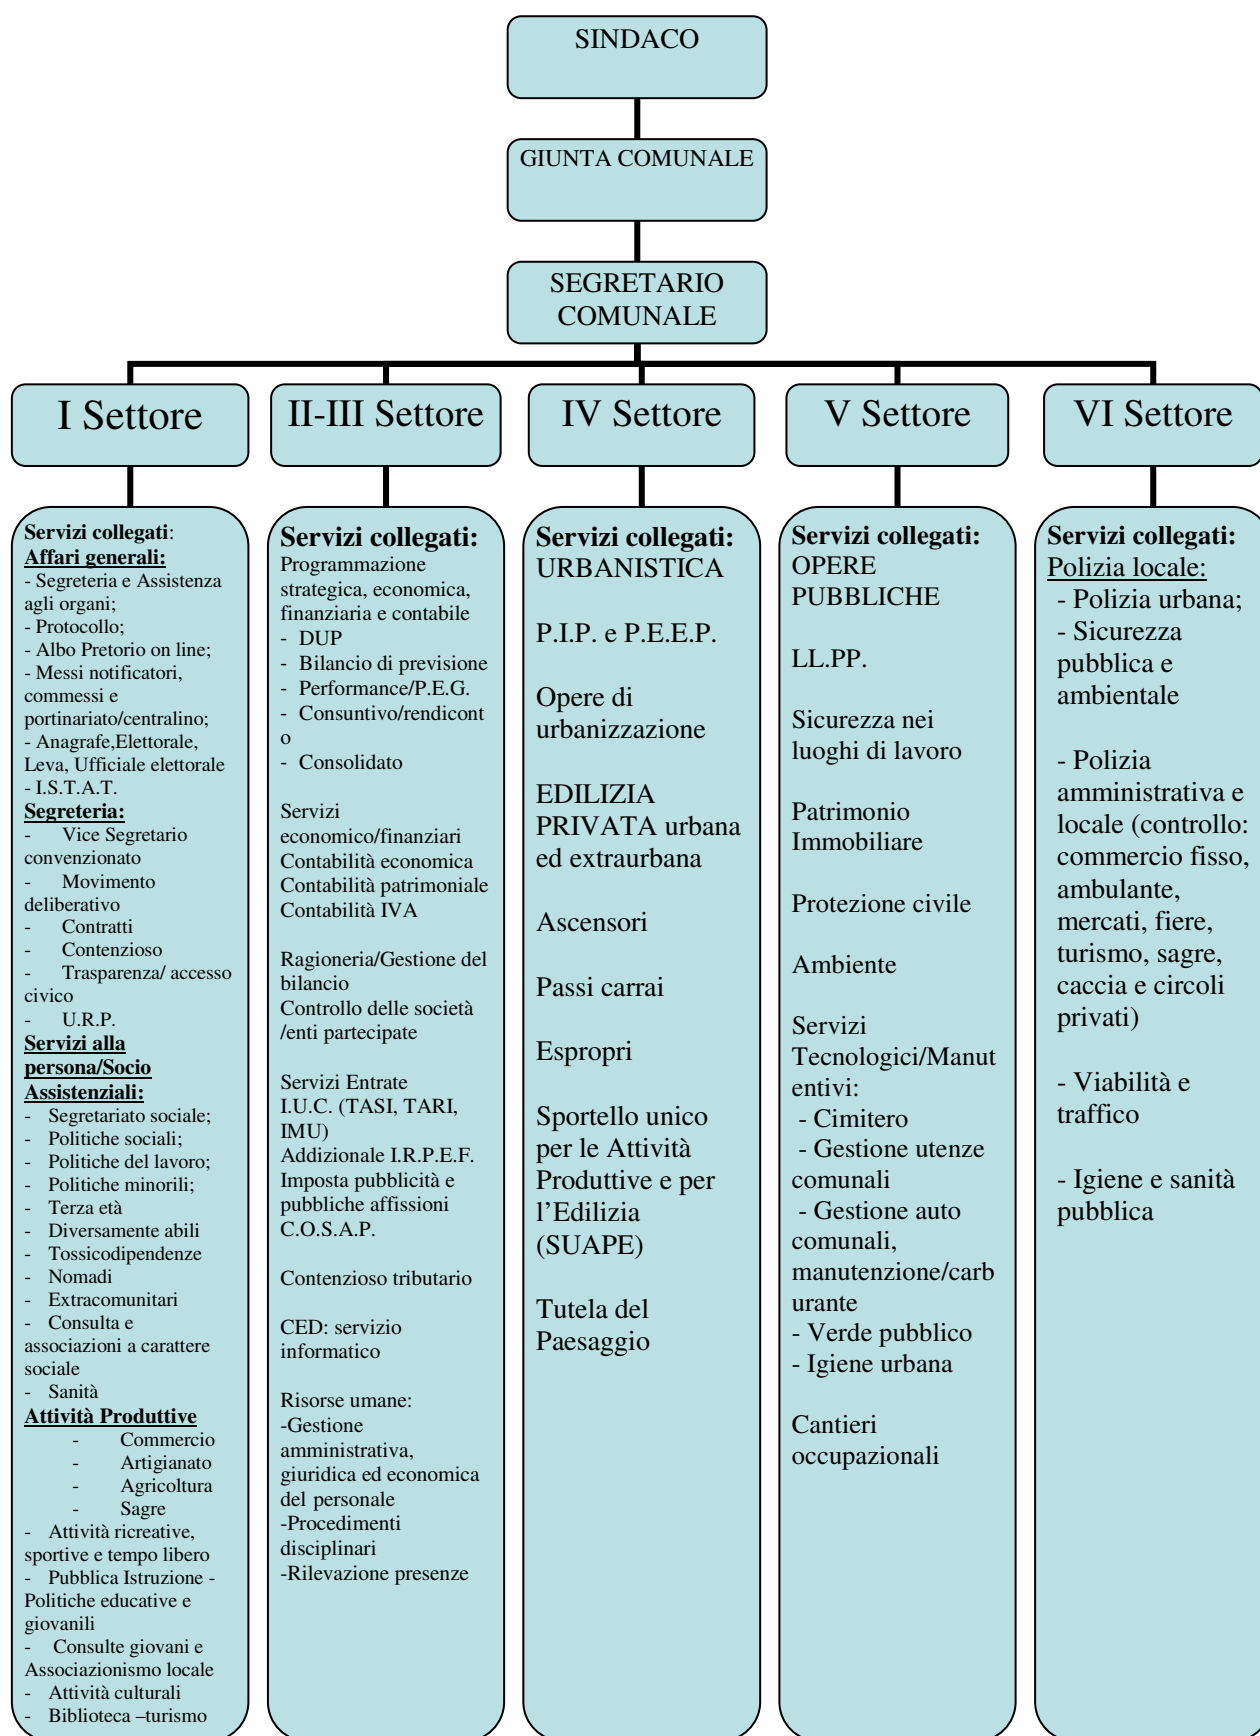 SINDACO
GIUNTA COMUNALE
SEGRETARIO
COMUNALE
I Settore
II-III Settore
IV Settore
V Settore
VI Settore
Servizi collegati:
Affari generali:
- Segreteria e Assistenza
agli organi;
- Protocollo;
- Albo Pretorio on line;
- Messi notificatori,
commessi e
portinariato/centralino;
- Anagrafe,Elettorale,
Leva, Ufficiale elettorale
- I.S.T.A.T.
Segreteria:
- Vice Segretario
convenzionato
- Movimento
deliberativo
- Contratti
- Contenzioso
- Trasparenza/ accesso
civico
- U.R.P.
Servizi alla
persona/Socio
Assistenziali:
- Segretariato sociale;
- Politiche sociali;
- Politiche del lavoro;
- Politiche minorili;
- Terza età
- Diversamente abili
- Tossicodipendenze
- Nomadi
- Extracomunitari
- Consulta e
associazioni a carattere
sociale
- Sanità
Attività Produttive
- Commercio
- Artigianato
- Agricoltura
- Sagre
- Attività ricreative,
sportive e tempo libero
- Pubblica Istruzione -
Politiche educative e
giovanili
- Consulte giovani e
Associazionismo locale
- Attività culturali
- Biblioteca –turismo
Servizi collegati:
Programmazione
strategica, economica,
finanziaria e contabile
- DUP
- Bilancio di previsione
- Performance/P.E.G.
- Consuntivo/rendicont
o
- Consolidato
Servizi
economico/finanziari
Contabilità economica
Contabilità patrimoniale
Contabilità IVA
Ragioneria/Gestione del
bilancio
Controllo delle società
/enti partecipate
Servizi Entrate
I.U.C. (TASI, TARI,
IMU)
Addizionale I.R.P.E.F.
Imposta pubblicità e
pubbliche affissioni
C.O.S.A.P.
Contenzioso tributario
CED: servizio
informatico
Risorse umane:
-Gestione
amministrativa,
giuridica ed economica
del personale
-Procedimenti
disciplinari
-Rilevazione presenze
Servizi collegati:
URBANISTICA
P.I.P. e P.E.E.P.
Opere di
urbanizzazione
EDILIZIA
PRIVATA urbana
ed extraurbana
Ascensori
Passi carrai
Espropri
Sportello unico
per le Attività
Produttive e per
l’Edilizia
(SUAPE)
Tutela del
Paesaggio
Servizi collegati:
OPERE
PUBBLICHE
LL.PP.
Sicurezza nei
luoghi di lavoro
Patrimonio
Immobiliare
Protezione civile
Ambiente
Servizi
Tecnologici/Manut
entivi:
- Cimitero
- Gestione utenze
comunali
- Gestione auto
comunali,
manutenzione/carb
urante
- Verde pubblico
- Igiene urbana
Cantieri
occupazionali
Servizi collegati:
Polizia locale:
- Polizia urbana;
- Sicurezza
pubblica e
ambientale
- Polizia
amministrativa e
locale (controllo:
commercio fisso,
ambulante,
mercati, fiere,
turismo, sagre,
caccia e circoli
privati)
- Viabilità e
traffico
- Igiene e sanità
pubblica